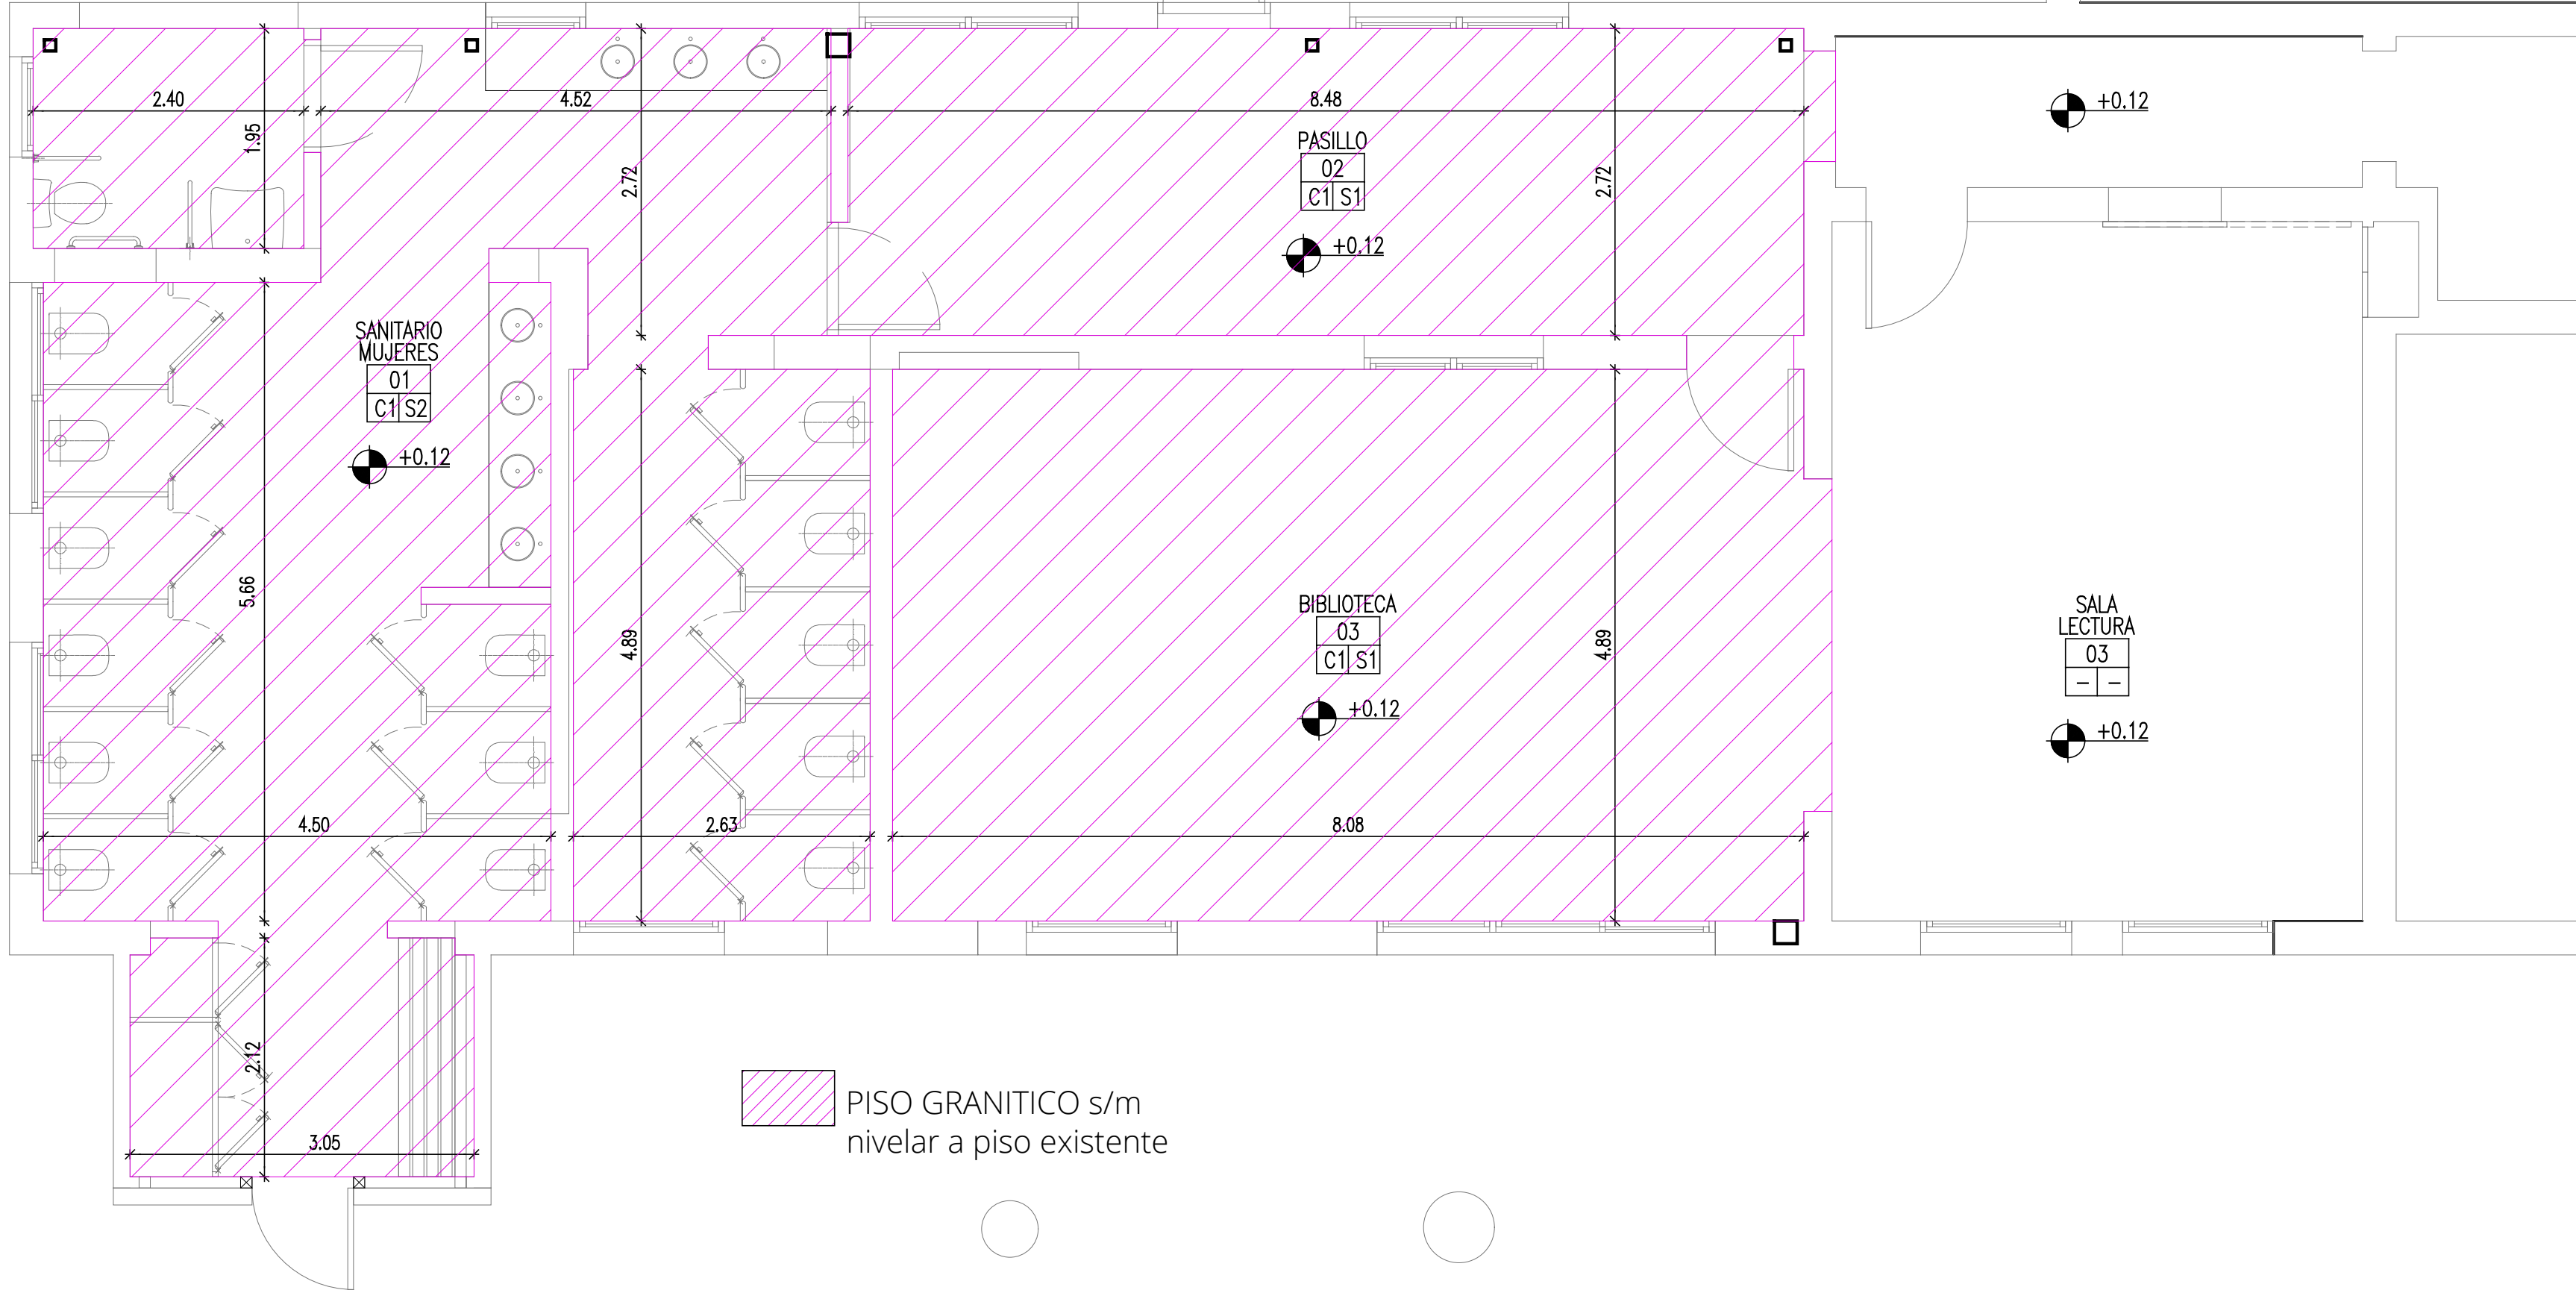 2.40
4.52
8.48
+0.12
1.95
PASILLO
02
C1 S1
2.72
2.72
+0.12
SANITARIO
MUJERES
01
C1 S2
+0.12
5.66
4.89
BIBLIOTECA
03
C1 S1
+0.12
4.89
SALA
LECTURA
03
- -
+0.12
4.50
2.63
8.08
2.12
3.05
PISO GRANITICO s/m
nivelar a piso existente